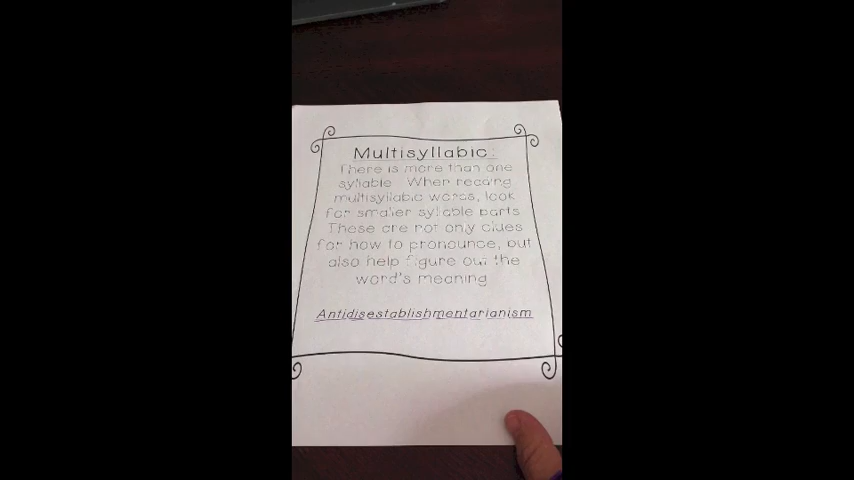 Multisyllabic:
There is more than one
syllable. When reading
multisyllabic words, look
for smaller syllable parts.
These are not only clues
for how to pronounce, but
also help figure out the
word's meaning.
Antidisestablishmentarianism